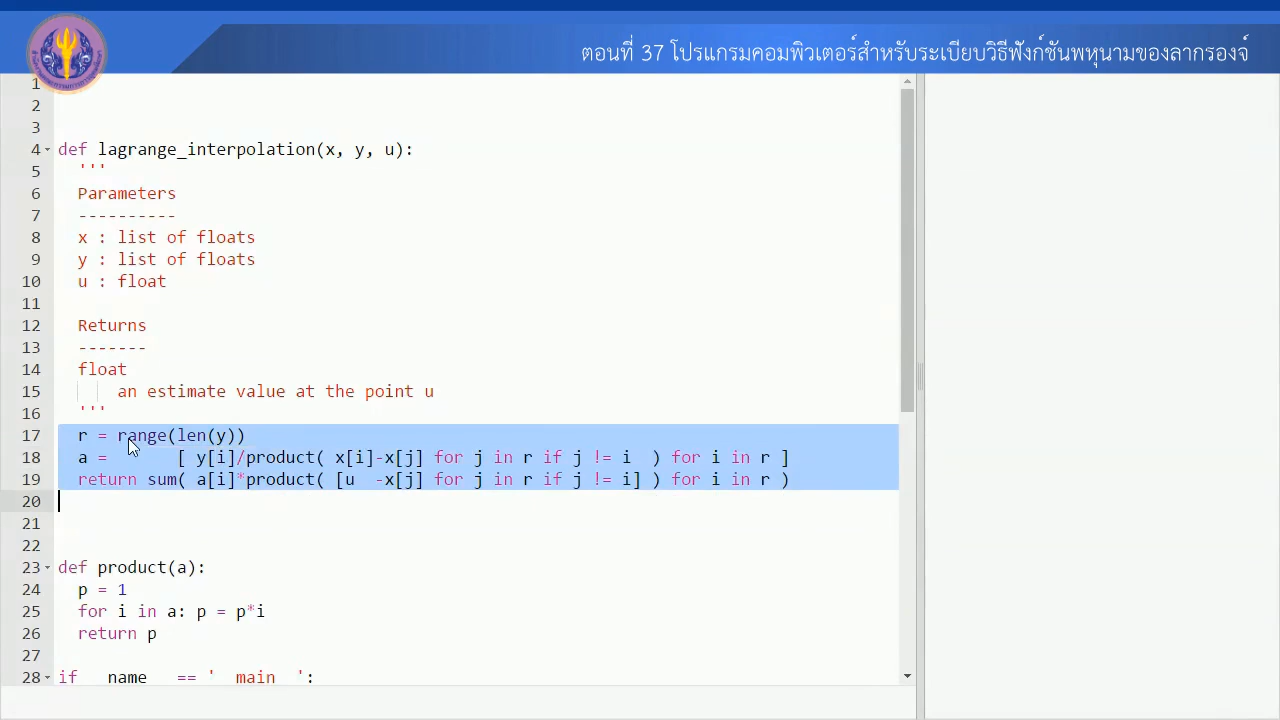 ตอนที่ 37 โปรแกรมคอมพิวเตอร์สำหรับระเบียบวิธีฟังก์ชันพหุนามของลากรองจ์
1
2
3
4 def lagrange_interpolation(x, y, u):
5 '''
6 Parameters
7 ----------
8 x : list of floats
9 y : list of floats
10 u : float
11
12 Returns
13 -------
14 float
15 an estimate value at the point u
16 '''
17 r = range(len(y))
18 a = [ y[i]/product( x[i]-x[j] for j in r if j != i ) for i in r ]
19 return sum( a[i]*product( [u -x[j] for j in r if j != i] ) for i in r )
20
21
22
23 def product(a):
24 p = 1
25 for i in a: p = p*i
26 return p
27
28 if __name__ == '__main__':